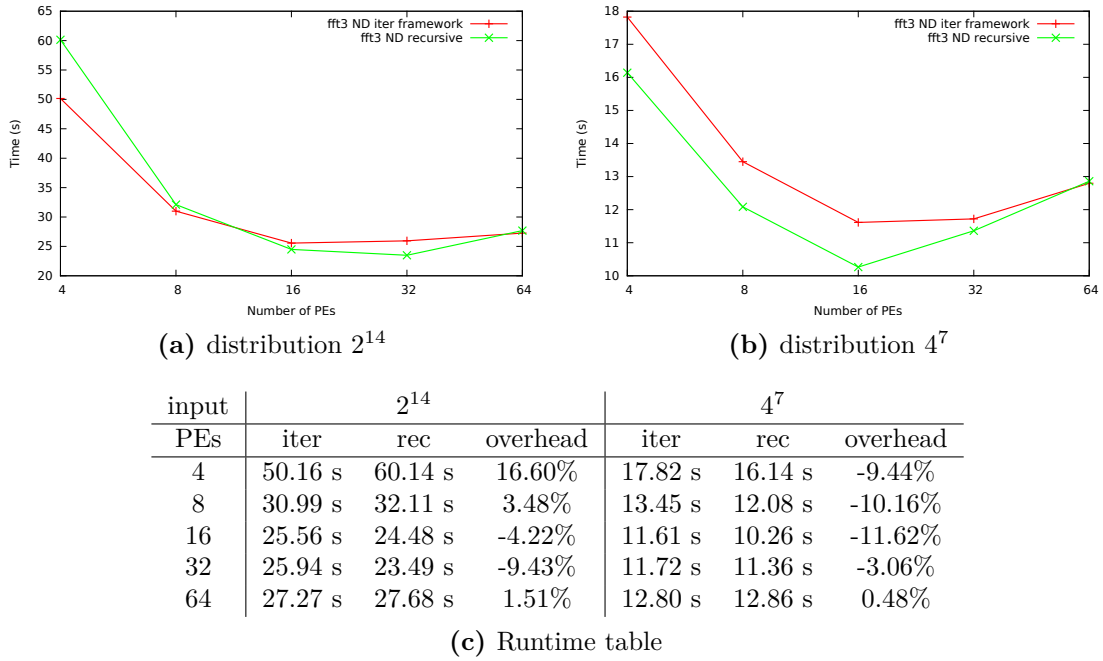 fft3 ND iter framework
fft3 ND recursive
65
60
55
50
45
40
35
30
25
20
Time (s)
4 8 16 32 64
Number of PEs
(a) distribution 2^14
fft3 ND iter framework
fft3 ND recursive
18
17
16
15
14
13
12
11
10
Time (s)
4 8 16 32 64
Number of PEs
(b) distribution 4^7
input 2^14 4^7
PEs iter rec overhead iter rec overhead
4 50.16 s 60.14 s 16.60% 17.82 s 16.14 s -9.44%
8 30.99 s 32.11 s 3.48% 13.45 s 12.08 s -10.16%
16 25.56 s 24.48 s -4.22% 11.61 s 10.26 s -11.62%
32 25.94 s 23.49 s -9.43% 11.72 s 11.36 s -3.06%
64 27.27 s 27.68 s 1.51% 12.80 s 12.86 s 0.48%
(c) Runtime table